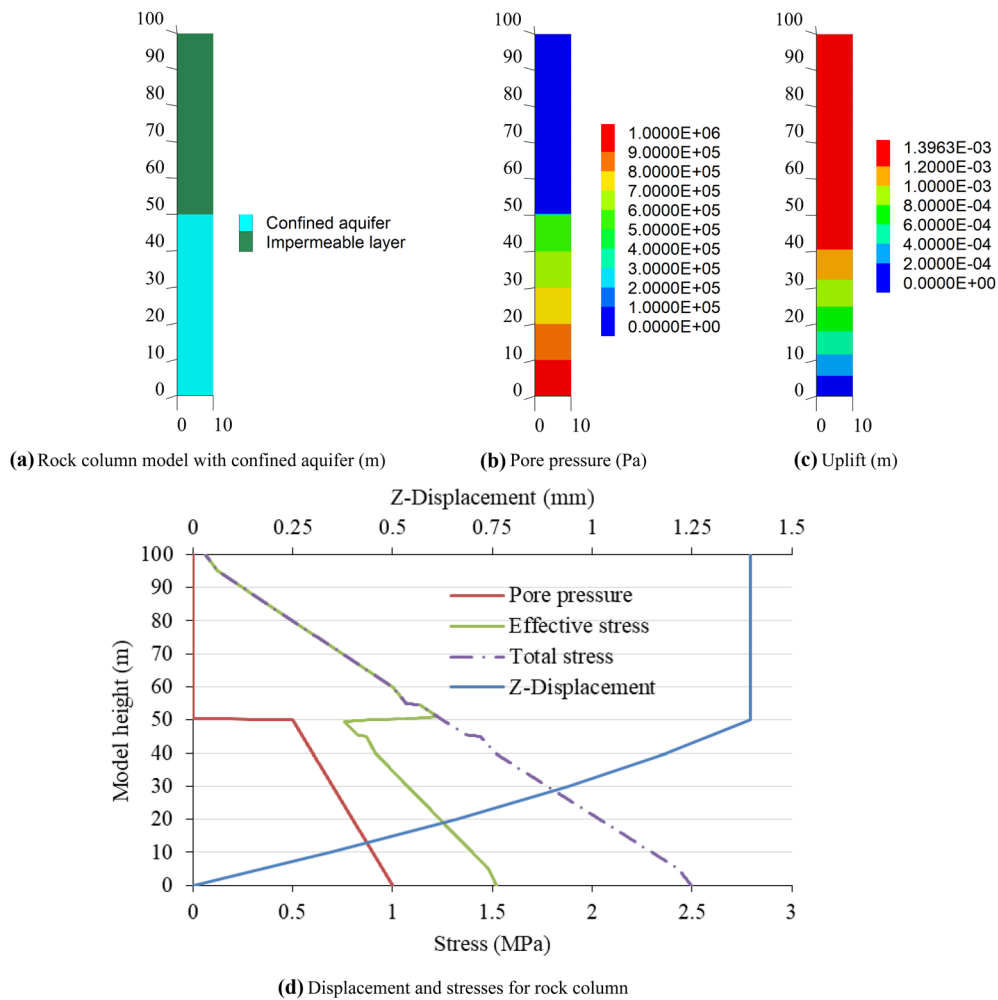 100
90
80
70
60
50
40
30
20
10
0
0 10
Confined aquifer
Impermeable layer
(a) Rock column model with confined aquifer (m)
100
90
80
70
60
50
40
30
20
10
0
0 10
1.0000E+06
9.0000E+05
8.0000E+05
7.0000E+05
6.0000E+05
5.0000E+05
4.0000E+05
3.0000E+05
2.0000E+05
1.0000E+05
0.0000E+00
(b) Pore pressure (Pa)
100
90
80
70
60
50
40
30
20
10
0
0 10
1.3963E-03
1.2000E-03
1.0000E-03
8.0000E-04
6.0000E-04
4.0000E-04
2.0000E-04
0.0000E+00
(c) Uplift (m)
Z-Displacement (mm)
0 0.25 0.5 0.75 1 1.25 1.5
Model height (m)
100
90
80
70
60
50
40
30
20
10
0
Pore pressure
Effective stress
Total stress
Z-Displacement
0 0.5 1 1.5 2 2.5 3
Stress (MPa)
(d) Displacement and stresses for rock column